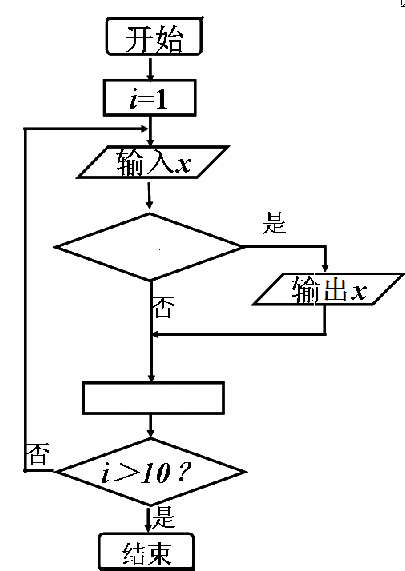 开始
i=1
输入x
是
输出x
否
i>10?
否
是
结束